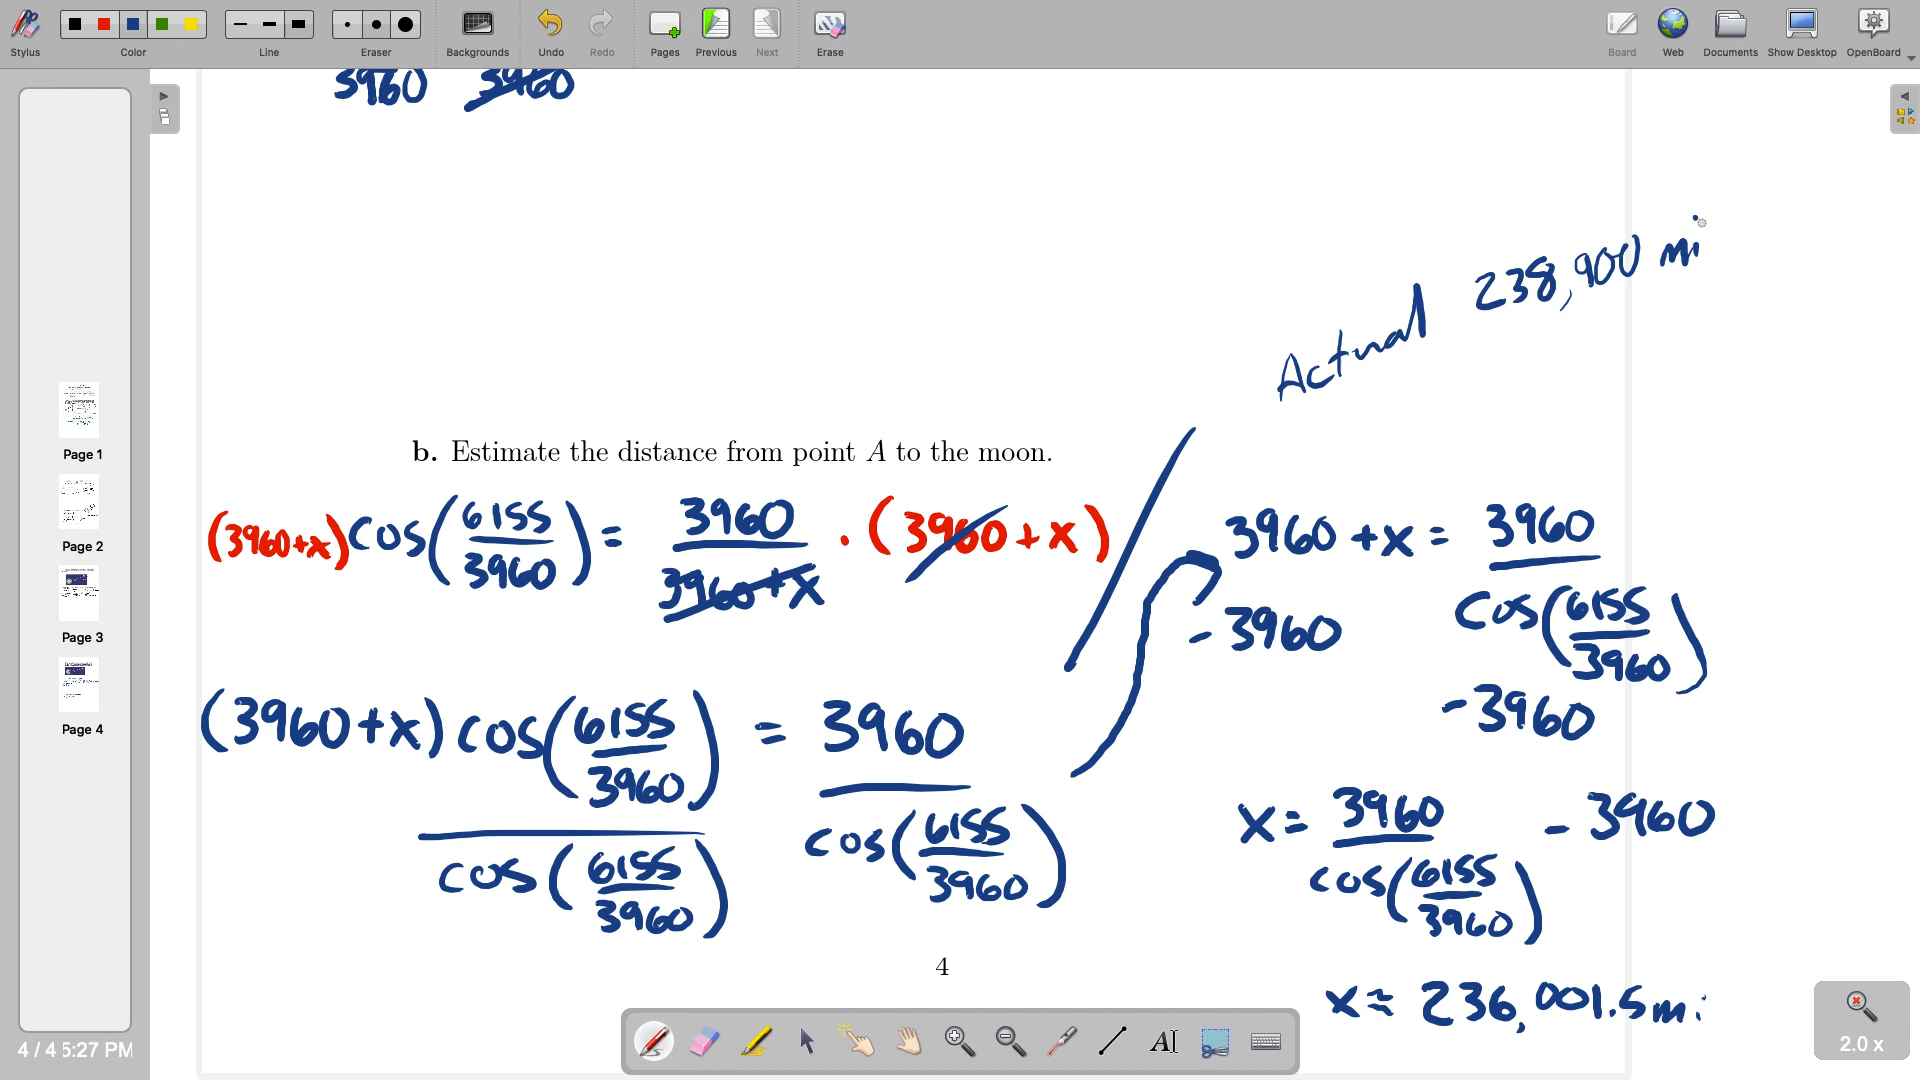 Stylus Color Line Eraser Backgrounds Undo Redo Pages Previous Next Erase Board Web Documents Show Desktop OpenBoard
3960 3960
Page 1
Page 2
Page 3
Page 4
Actual 238,900 mi
b. Estimate the distance from point A to the moon.
(3960+x) cos(6155/3960) = 3960/(3960+x) · (3960+x)
(3960+x) cos(6155/3960) / cos(6155/3960) = 3960 / cos(6155/3960)
3960 + x = 3960 / cos(6155/3960)
- 3960 - 3960
x = 3960 / cos(6155/3960) - 3960
x ≈ 236,001.5 mi
4
4 / 4 5:27 PM
AI
2.0 x